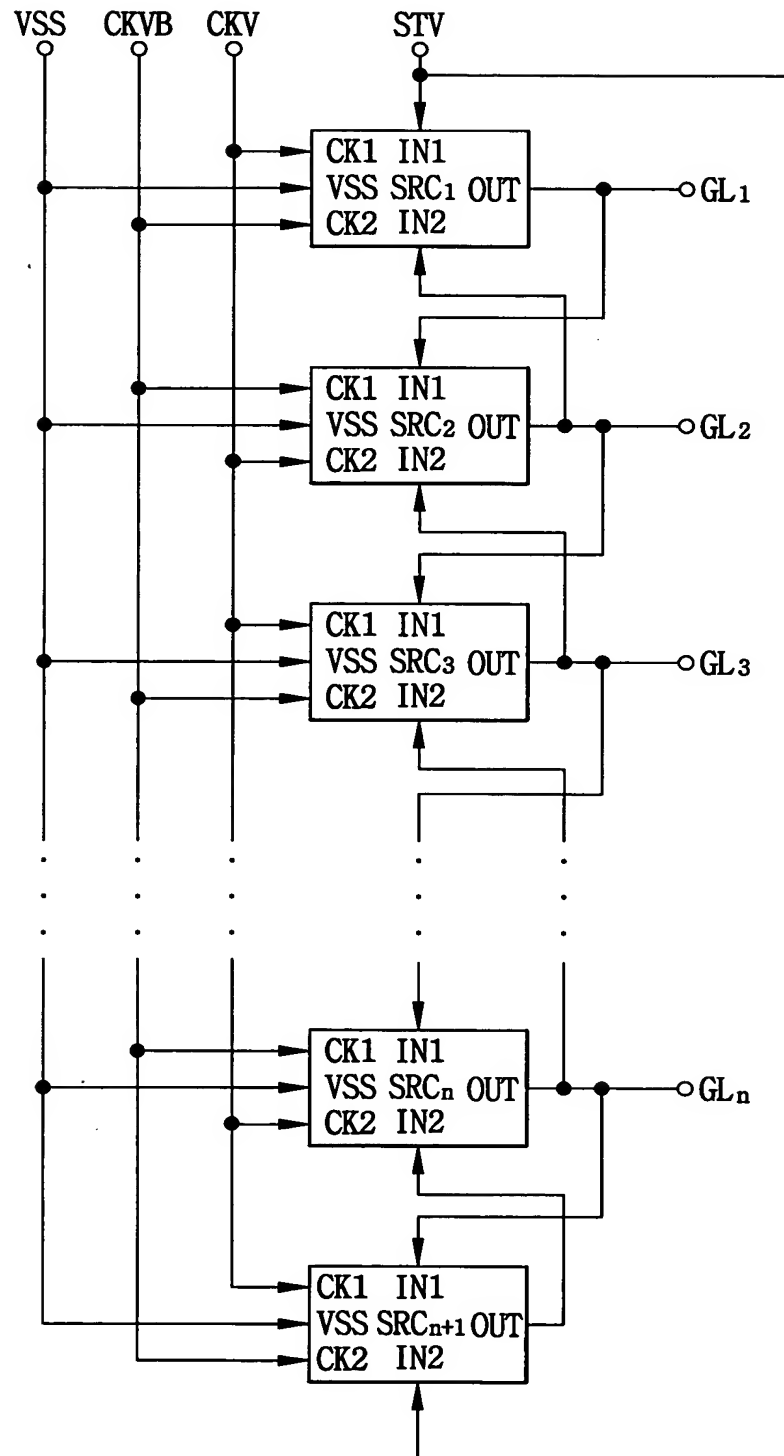 VSS CKVB CKV STV
CK1 IN1
VSS SRC1 OUT GL1
CK2 IN2
CK1 IN1
VSS SRC2 OUT GL2
CK2 IN2
CK1 IN1
VSS SRC3 OUT GL3
CK2 IN2
CK1 IN1
VSS SRCn OUT GLn
CK2 IN2
CK1 IN1
VSS SRCn+1 OUT
CK2 IN2